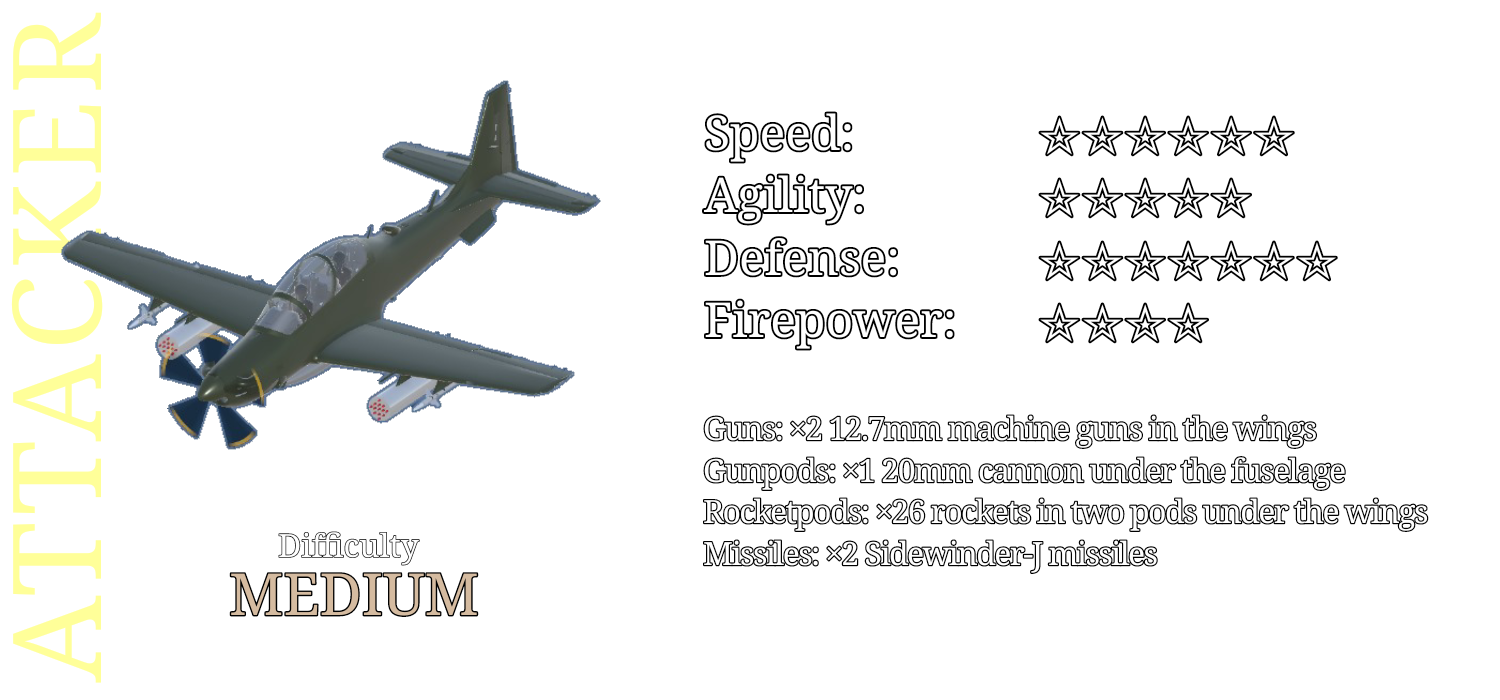 ATTACKER
Speed: ☆☆☆☆☆☆
Agility: ☆☆☆☆☆
Defense: ☆☆☆☆☆☆☆
Firepower: ☆☆☆☆
Guns: ×2 12.7mm machine guns in the wings
Gunpods: ×1 20mm cannon under the fuselage
Rocketpods: ×26 rockets in two pods under the wings
Missiles: ×2 Sidewinder-J missiles
Difficulty
MEDIUM